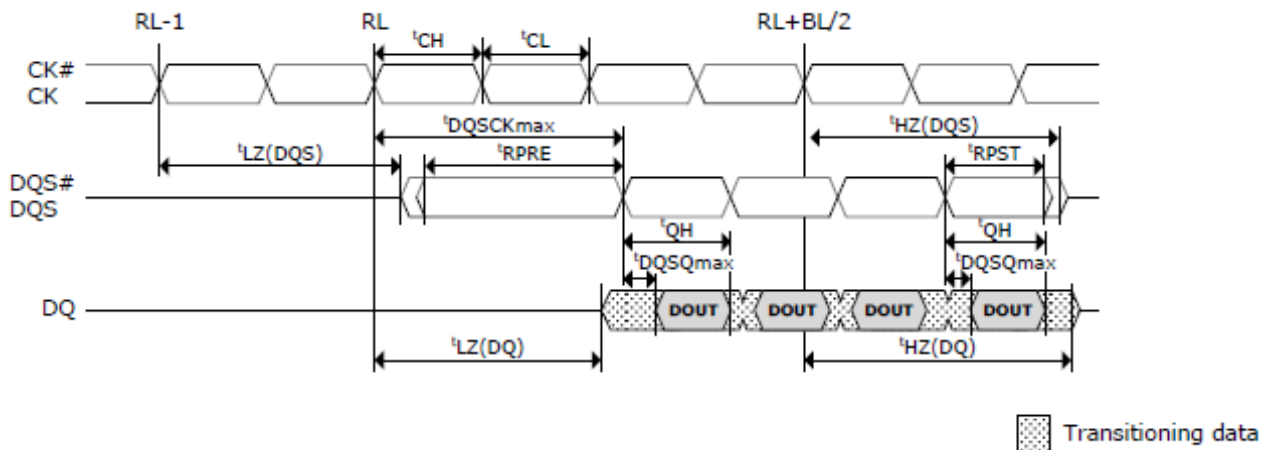 RL-1 RL RL+BL/2
tCH tCL
CK#
CK
tDQSCKmax tHZ(DQS)
tLZ(DQS) tRPRE tRPST
DQS#
DQS
tQH tQH
tDQSQmax tDQSQmax
DQ DOUT DOUT DOUT DOUT
tLZ(DQ) tHZ(DQ)
Transitioning data